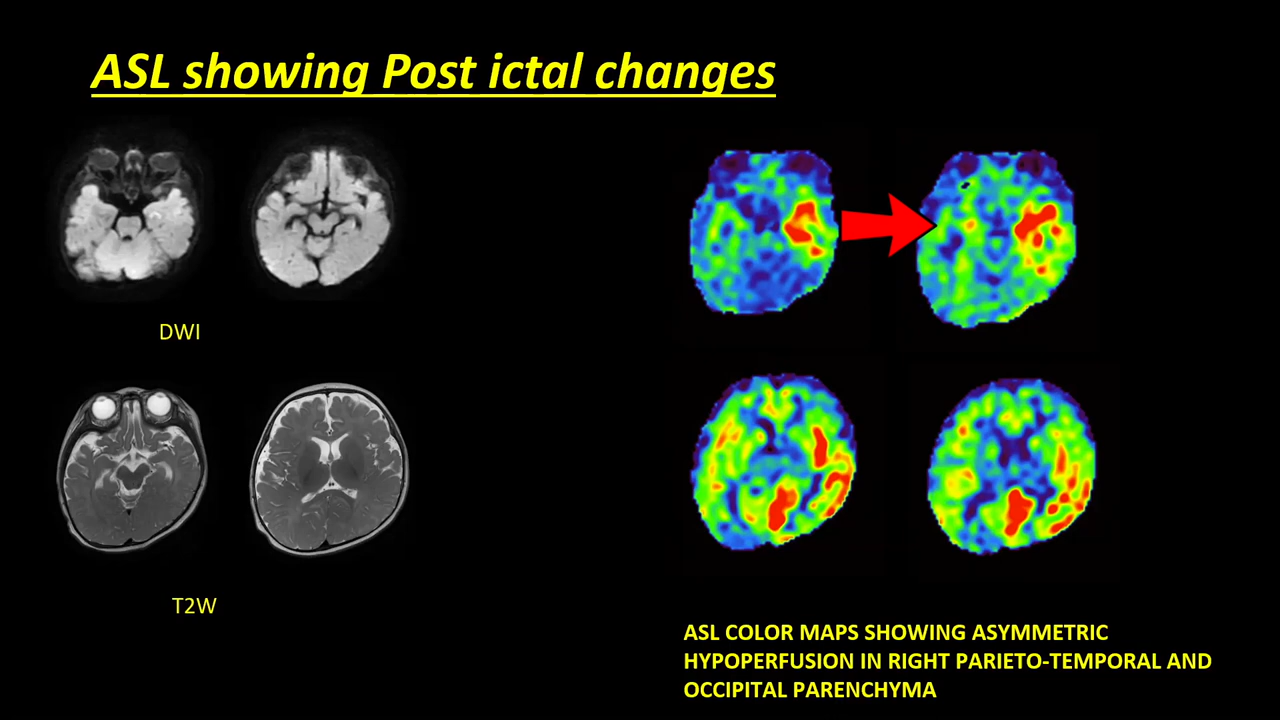 ASL showing Post ictal changes
DWI
T2W
ASL COLOR MAPS SHOWING ASYMMETRIC
HYPOPERFUSION IN RIGHT PARIETO-TEMPORAL AND
OCCIPITAL PARENCHYMA